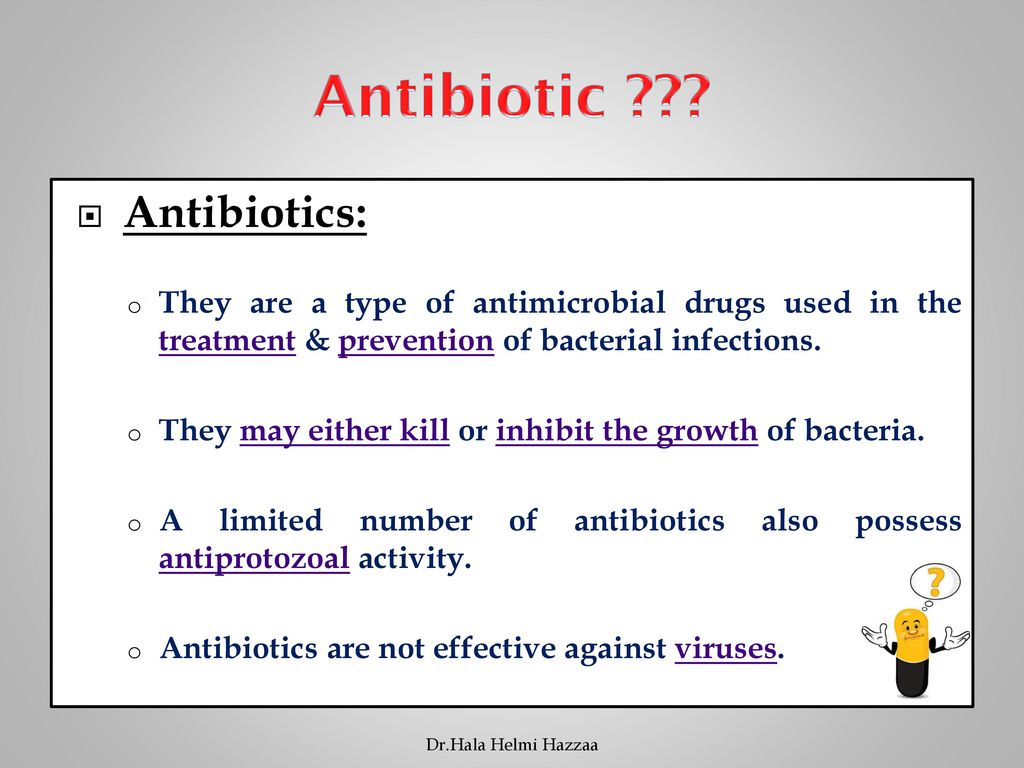 Antibiotic ???
Antibiotics:
They are a type of antimicrobial drugs used in the
treatment & prevention of bacterial infections.
They may either kill or inhibit the growth of bacteria.
A limited number of antibiotics also possess
antiprotozoal activity.
?
Antibiotics are not effective against viruses.
Dr.Hala Helmi Hazzaa